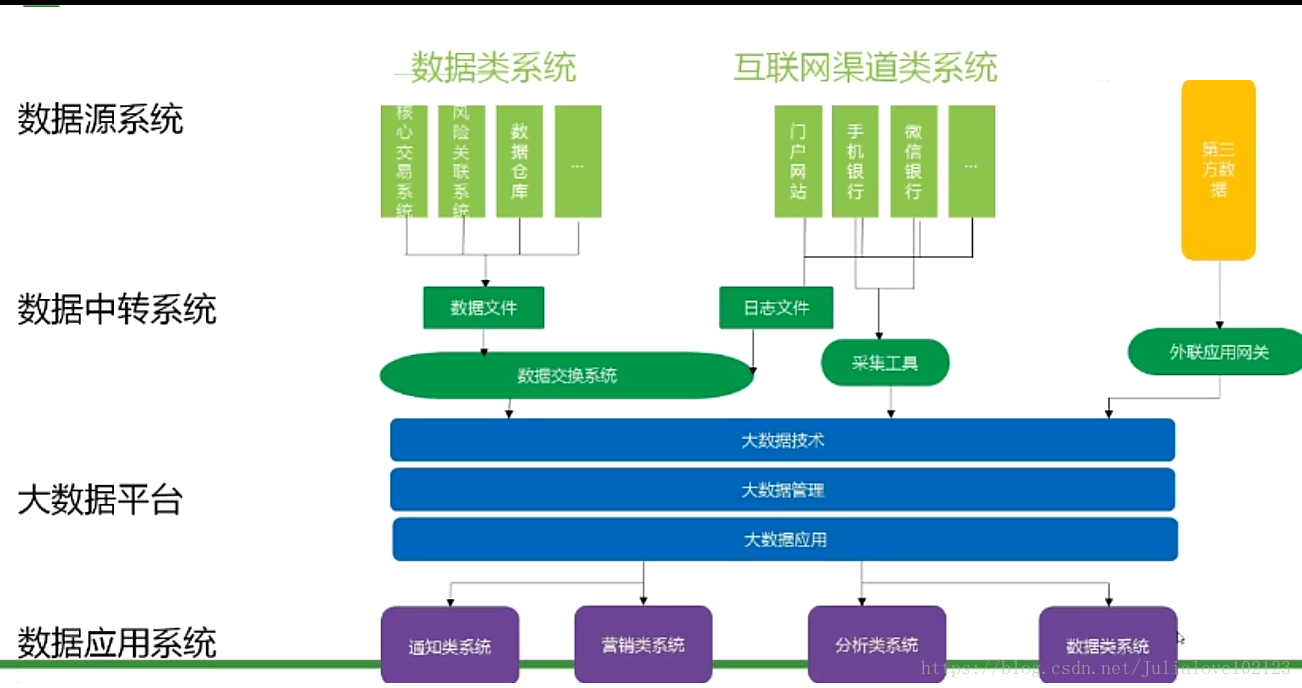 数据类系统
互联网渠道类系统
数据源系统
核心交易系统
风险关联系统
数据仓库
...
门户网站
手机银行
微信银行
...
第三方数据
数据中转系统
数据文件
日志文件
数据交换系统
采集工具
外联应用网关
大数据平台
大数据技术
大数据管理
大数据应用
数据应用系统
通知类系统
营销类系统
分析类系统
数据类系统
https://blog.csdn.net/Julialove102123